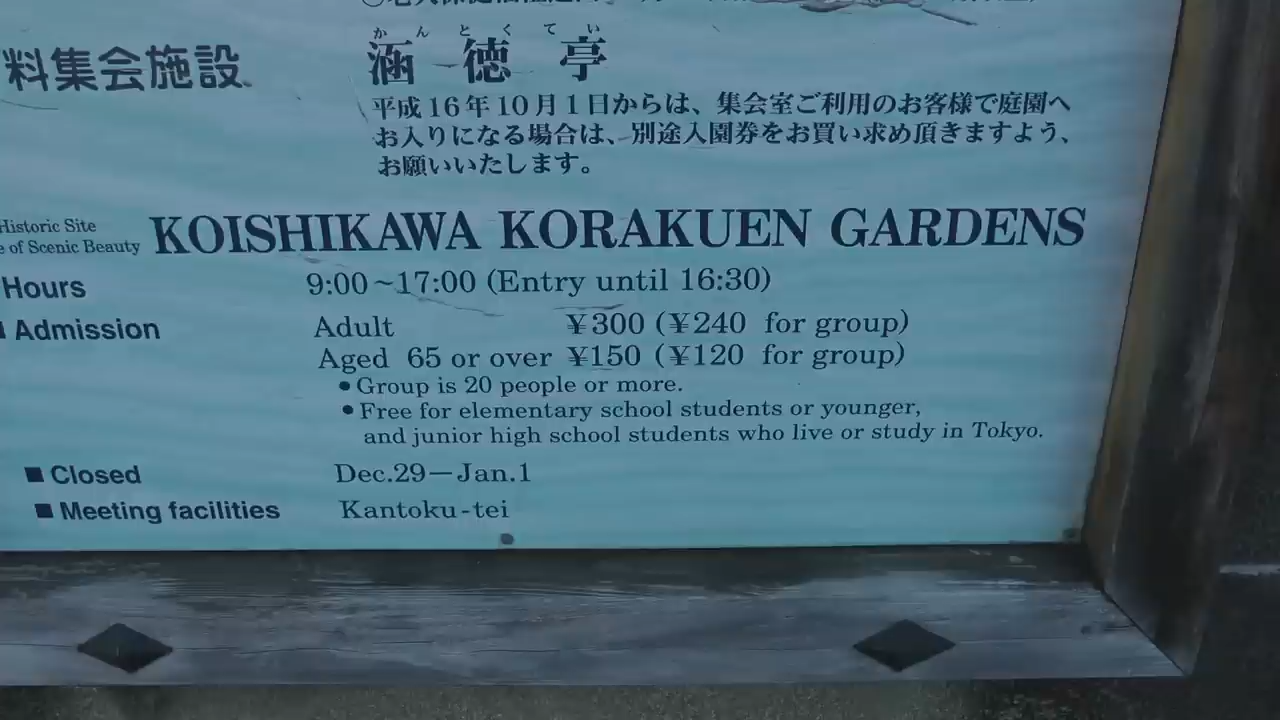 かんとくてい
料集会施設 涵徳亭
平成16年10月1日からは、集会室ご利用のお客様で庭園へ
お入りになる場合は、別途入園券をお買い求め頂きますよう、
お願いいたします。
Historic Site
of Scenic Beauty
KOISHIKAWA KORAKUEN GARDENS
Hours 9:00~17:00 (Entry until 16:30)
Admission Adult ¥300 (¥240 for group)
Aged 65 or over ¥150 (¥120 for group)
●Group is 20 people or more.
●Free for elementary school students or younger,
and junior high school students who live or study in Tokyo.
■Closed Dec.29－Jan.1
■Meeting facilities Kantoku-tei